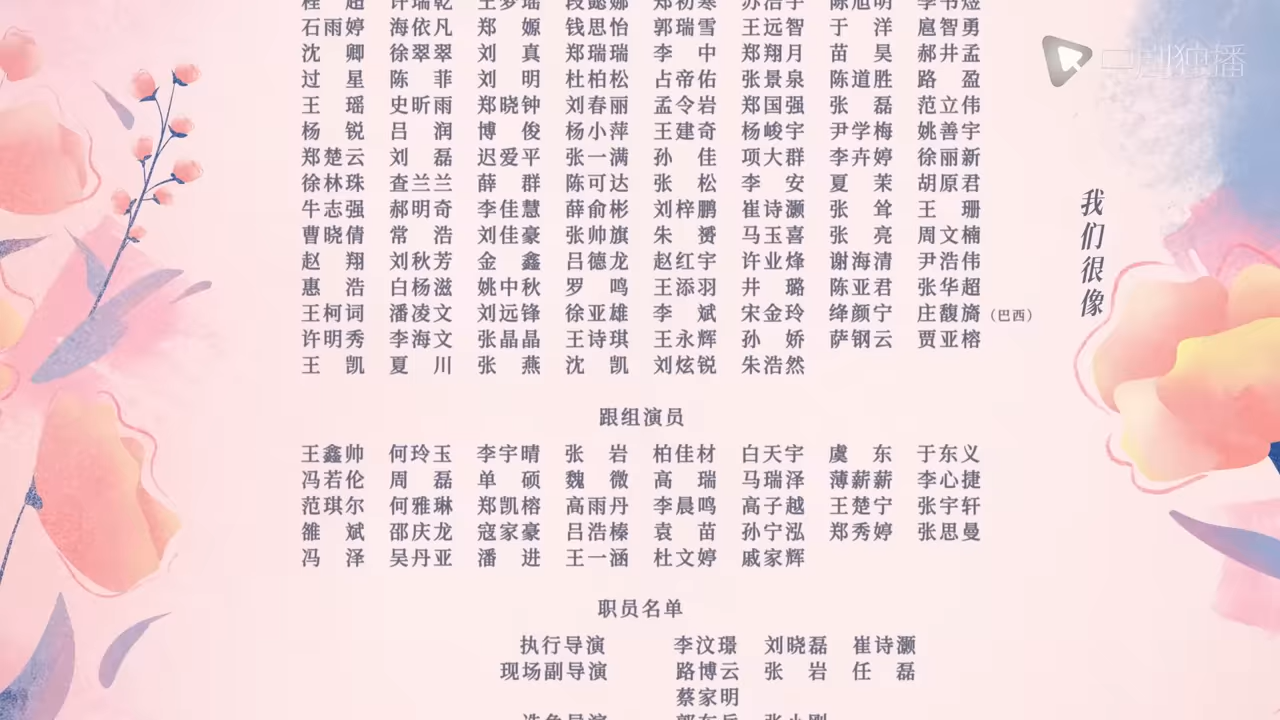 石雨婷 海依凡 郑 嫄 钱思怡 郭瑞雪 王远智 于 洋 扈智勇
沈 卿 徐翠翠 刘 真 郑瑞瑞 李 中 郑翔月 苗 昊 郝井孟
过 星 陈 菲 刘 明 杜柏松 占帝佑 张景泉 陈道胜 路 盈
王 瑶 史昕雨 郑晓钟 刘春丽 孟令岩 郑国强 张 磊 范立伟
杨 锐 吕 润 博 俊 杨小萍 王建奇 杨峻宇 尹学梅 姚善宇
郑楚云 刘 磊 迟爱平 张一满 孙 佳 项大群 李卉婷 徐丽新
徐林珠 查兰兰 薛 群 陈可达 张 松 李 安 夏 茉 胡原君
牛志强 郝明奇 李佳慧 薛俞彬 刘梓鹏 崔诗灏 张 耸 王 珊
曹晓倩 常 浩 刘佳豪 张帅旗 朱 赟 马玉喜 张 亮 周文楠
赵 翔 刘秋芳 金 鑫 吕德龙 赵红宇 许业烽 谢海清 尹浩伟
惠 浩 白杨滋 姚中秋 罗 鸣 王添羽 井 璐 陈亚君 张华超
王柯词 潘凌文 刘远锋 徐亚雄 李 斌 宋金玲 绛颜宁 庄馥旖（巴西）
许明秀 李海文 张晶晶 王诗琪 王永辉 孙 娇 萨钢云 贾亚榕
王 凯 夏 川 张 燕 沈 凯 刘炫锐 朱浩然
跟组演员
王鑫帅 何玲玉 李宇晴 张 岩 柏佳材 白天宇 虞 东 于东义
冯若伦 周 磊 单 硕 魏 微 高 瑞 马瑞泽 薄薪薪 李心捷
范琪尔 何雅琳 郑凯榕 高雨丹 李晨鸣 高子越 王楚宁 张宇轩
雒 斌 邵庆龙 寇家豪 吕浩榛 袁 苗 孙宁泓 郑秀婷 张思曼
冯 泽 吴丹亚 潘 进 王一涵 杜文婷 戚家辉
职员名单
执行导演 李汶璟 刘晓磊 崔诗灏
现场副导演 路博云 张 岩 任 磊
蔡家明
我们很像